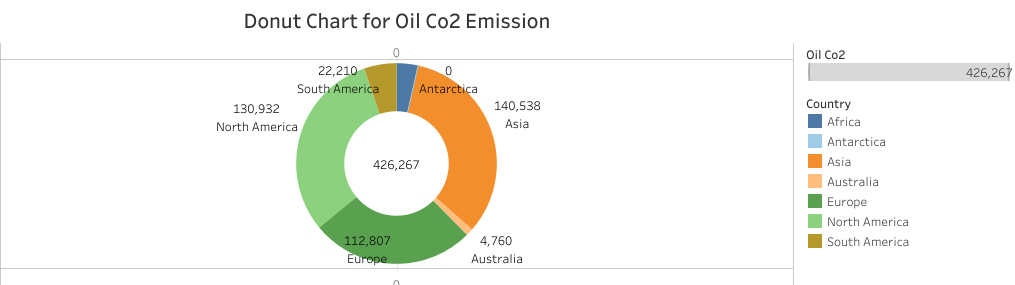 Donut Chart for Oil Co2 Emission
0
22,210
South America
0
Antarctica
130,932
North America
140,538
Asia
426,267
112,807
Europe
4,760
Australia
0
Oil Co2
426,267
Country
Africa
Antarctica
Asia
Australia
Europe
North America
South America